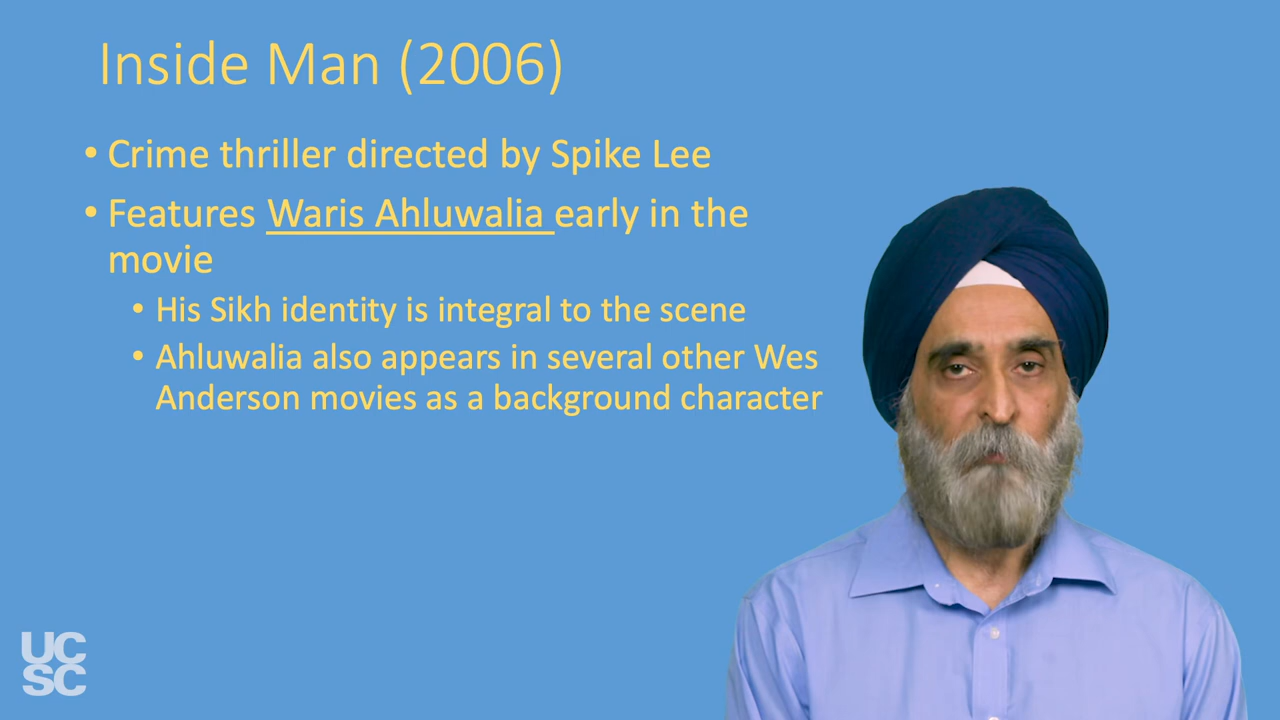 Inside Man (2006)
• Crime thriller directed by Spike Lee
• Features Waris Ahluwalia early in the
movie
• His Sikh identity is integral to the scene
• Ahluwalia also appears in several other Wes
Anderson movies as a background character
UC
SC